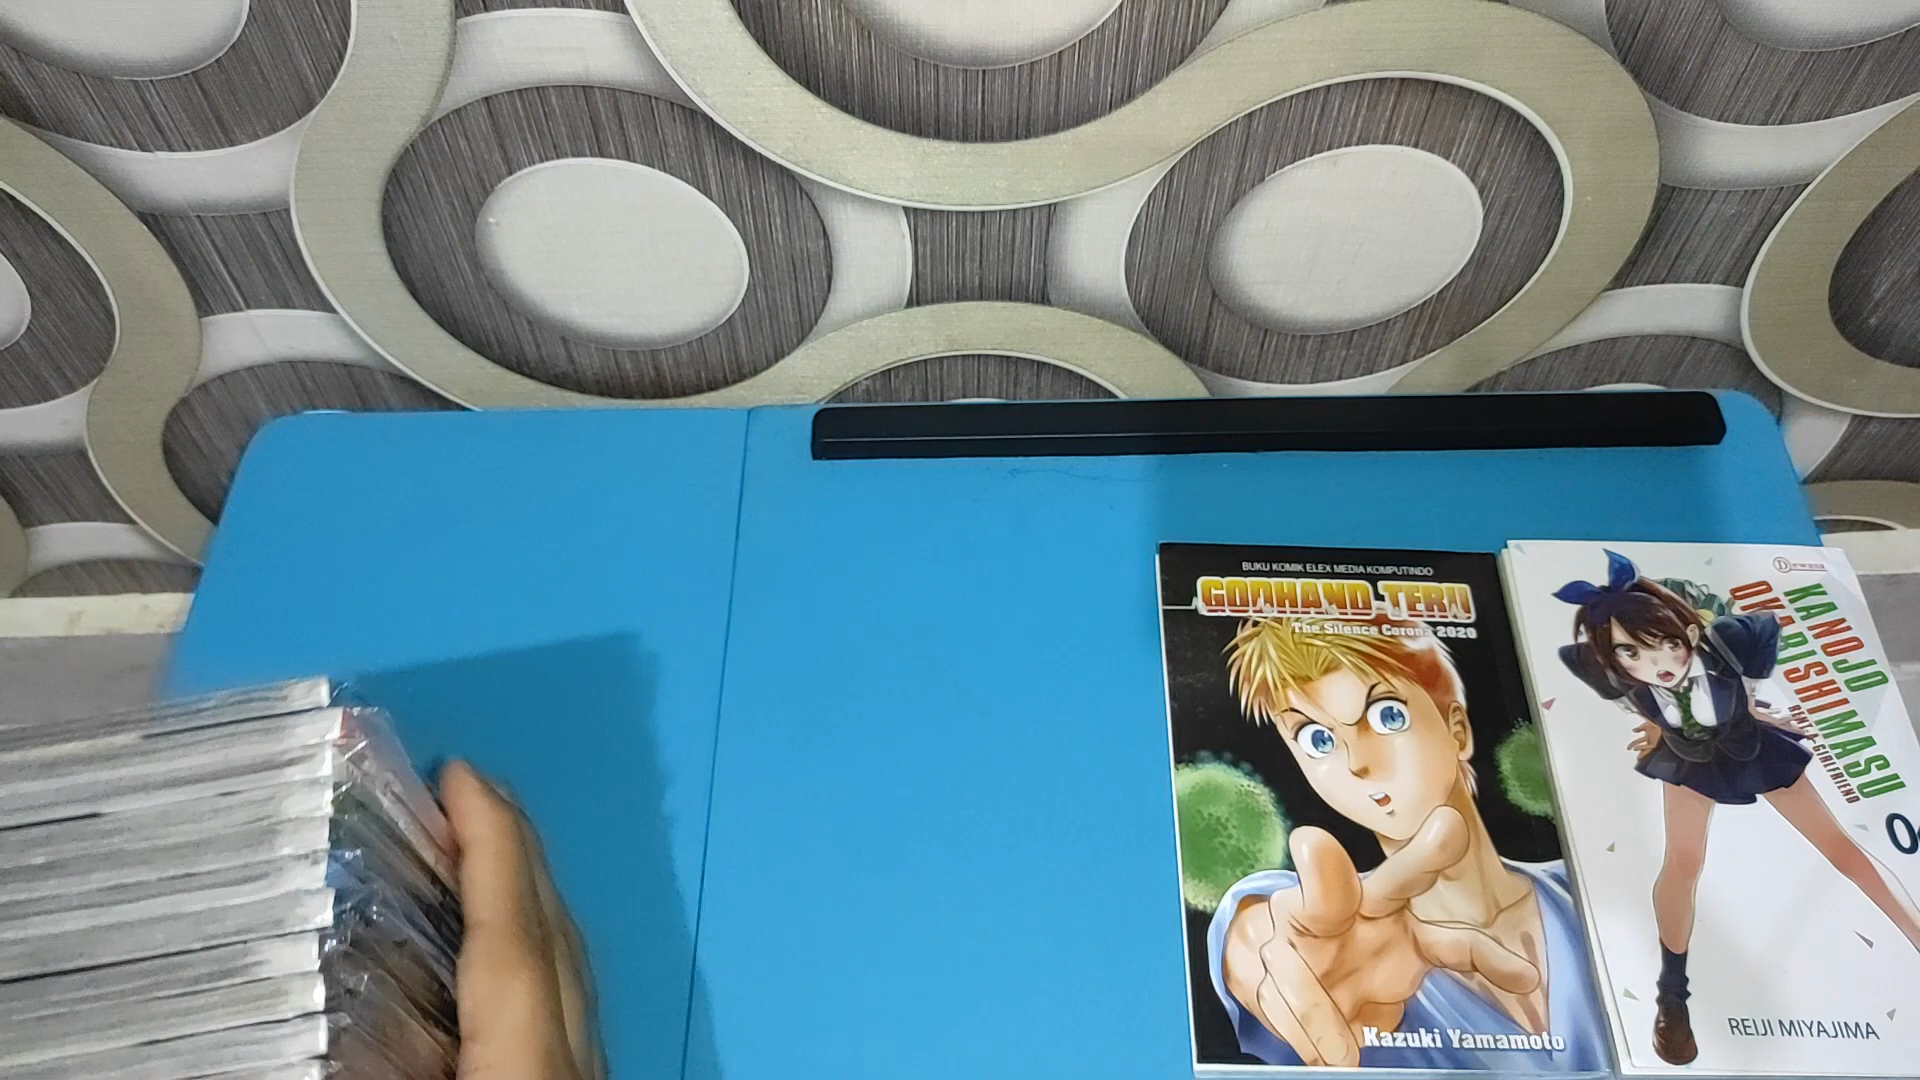 BUKU KOMIK ELEX MEDIA KOMPUTINDO
GODHAND TERU
The Silence Corona 2020
Kazuki Yamamoto
KANOJO
OKARISHIMASU
RENT-A-GIRLFRIEND
REIJI MIYAJIMA